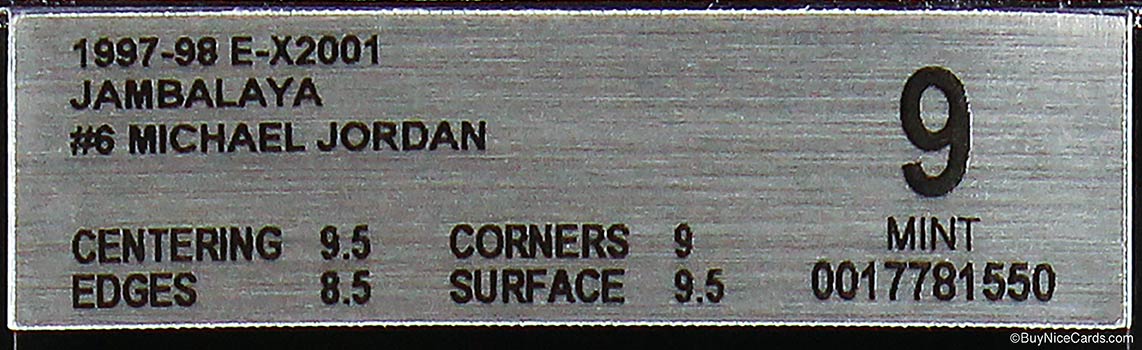 1997-98 E-X2001
JAMBALAYA
#6 MICHAEL JORDAN
9
MINT
0017781550
CENTERING 9.5 CORNERS 9
EDGES 8.5 SURFACE 9.5
©BuyNiceCards.com